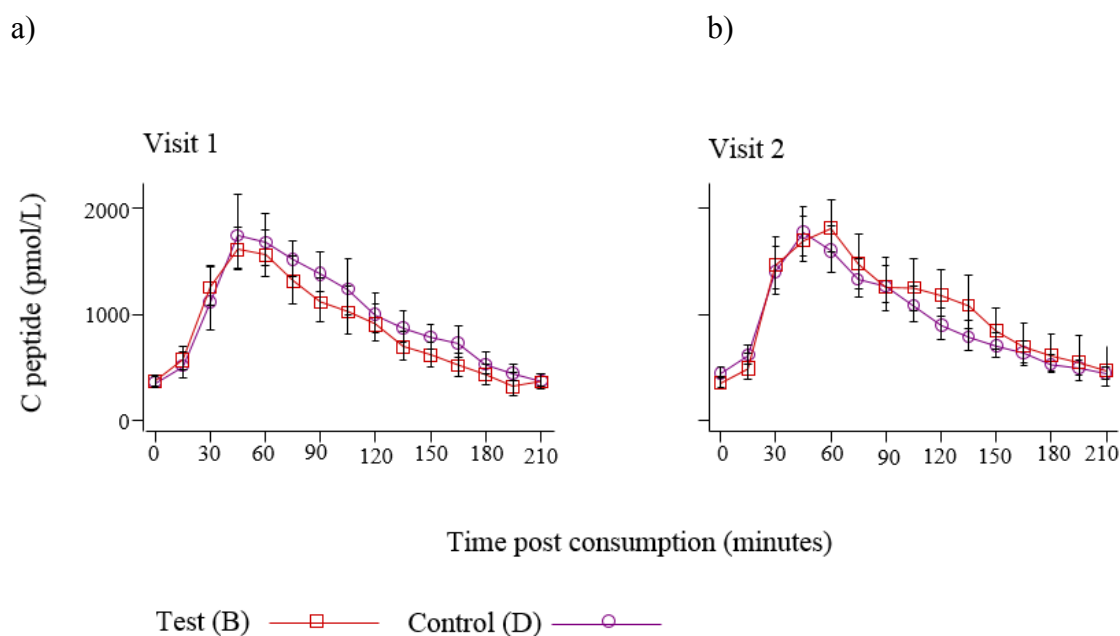 a)
b)
Visit 1
Visit 2
C peptide (pmol/L)
2000
1000
0
0 30 60 90 120 150 180 210
0 30 60 90 120 150 180 210
Time post consumption (minutes)
Test (B) Control (D)